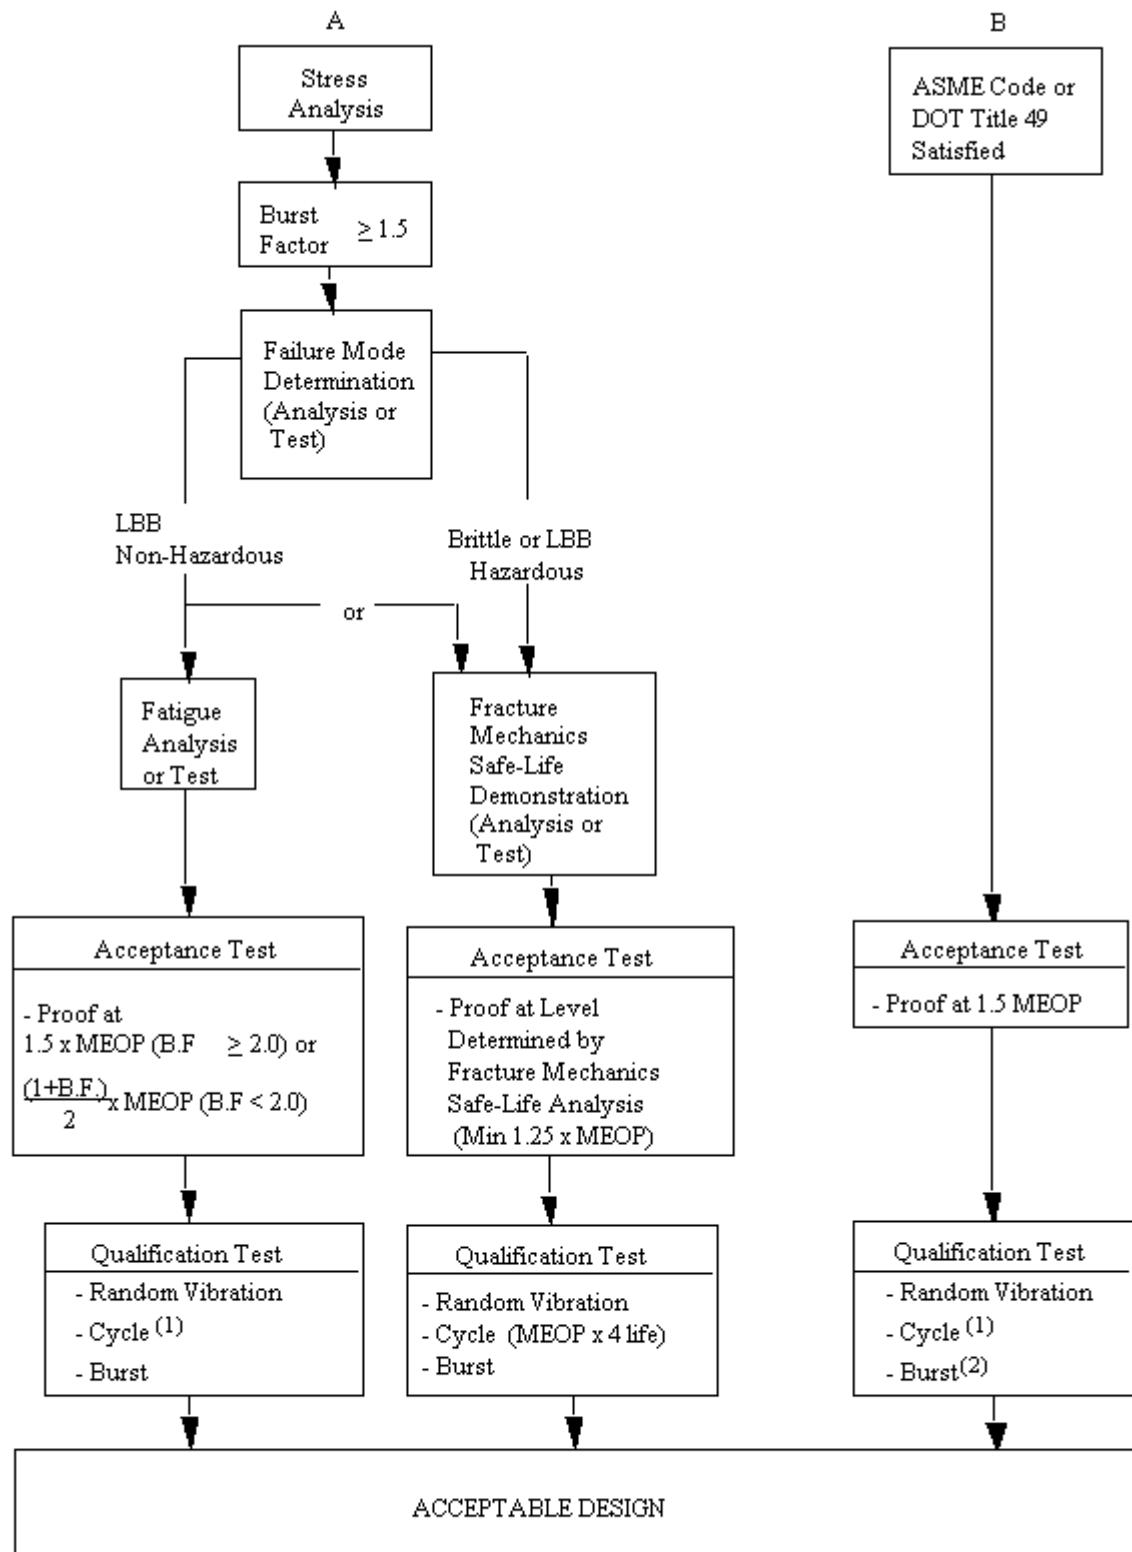 A
Stress
Analysis
Burst
Factor ≥ 1.5
Failure Mode
Determination
(Analysis or
Test)
LBB
Non-Hazardous
Brittle or LBB
Hazardous
or
Fatigue
Analysis
or Test
Fracture
Mechanics
Safe-Life
Demonstration
(Analysis or
Test)
Acceptance Test
- Proof at
1.5 x MEOP (B.F ≥ 2.0) or
(1+B.F.)
2
x MEOP (B.F < 2.0)
Acceptance Test
- Proof at Level
Determined by
Fracture Mechanics
Safe-Life Analysis
(Min 1.25 x MEOP)
Qualification Test
- Random Vibration
- Cycle (1)
- Burst
Qualification Test
- Random Vibration
- Cycle (MEOP x 4 life)
- Burst
B
ASME Code or
DOT Title 49
Satisfied
Acceptance Test
- Proof at 1.5 MEOP
Qualification Test
- Random Vibration
- Cycle (1)
- Burst(2)
ACCEPTABLE DESIGN